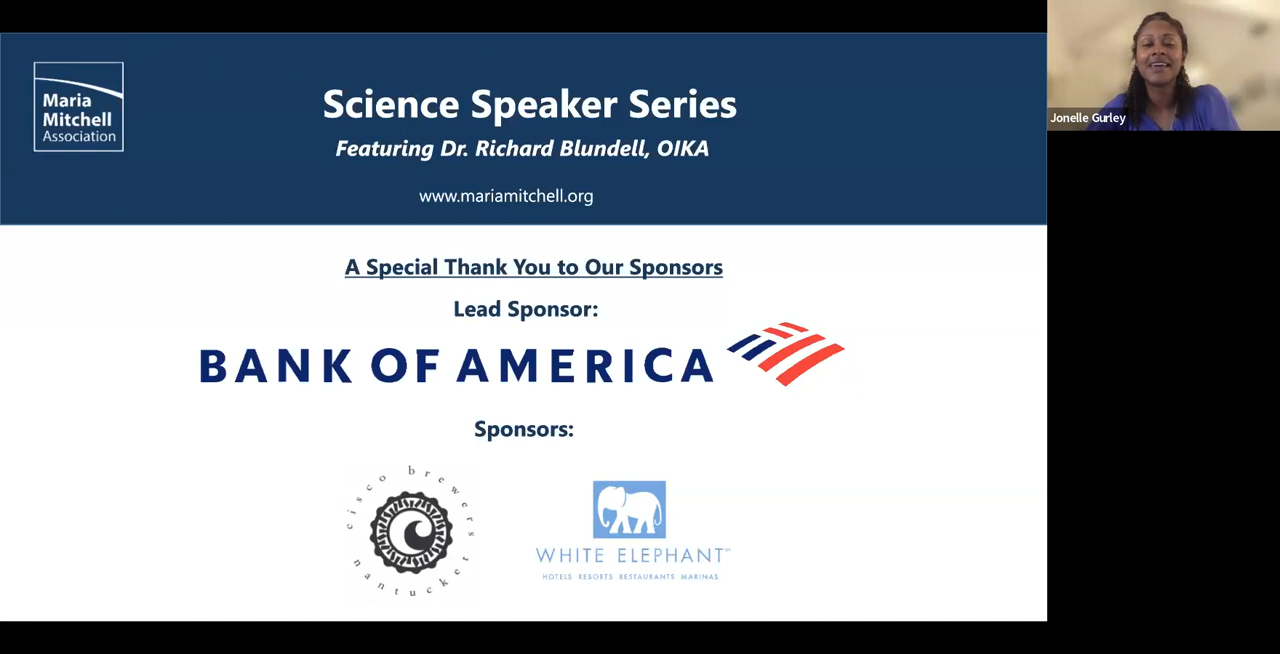 Maria
Mitchell
Association
Science Speaker Series
Featuring Dr. Richard Blundell, OIKA
www.mariamitchell.org
Jonelle Gurley
A Special Thank You to Our Sponsors
Lead Sponsor:
BANK OF AMERICA
Sponsors:
cisco brewers
nantucket
WHITE ELEPHANT
HOTELS RESORTS RESTAURANTS MARINAS